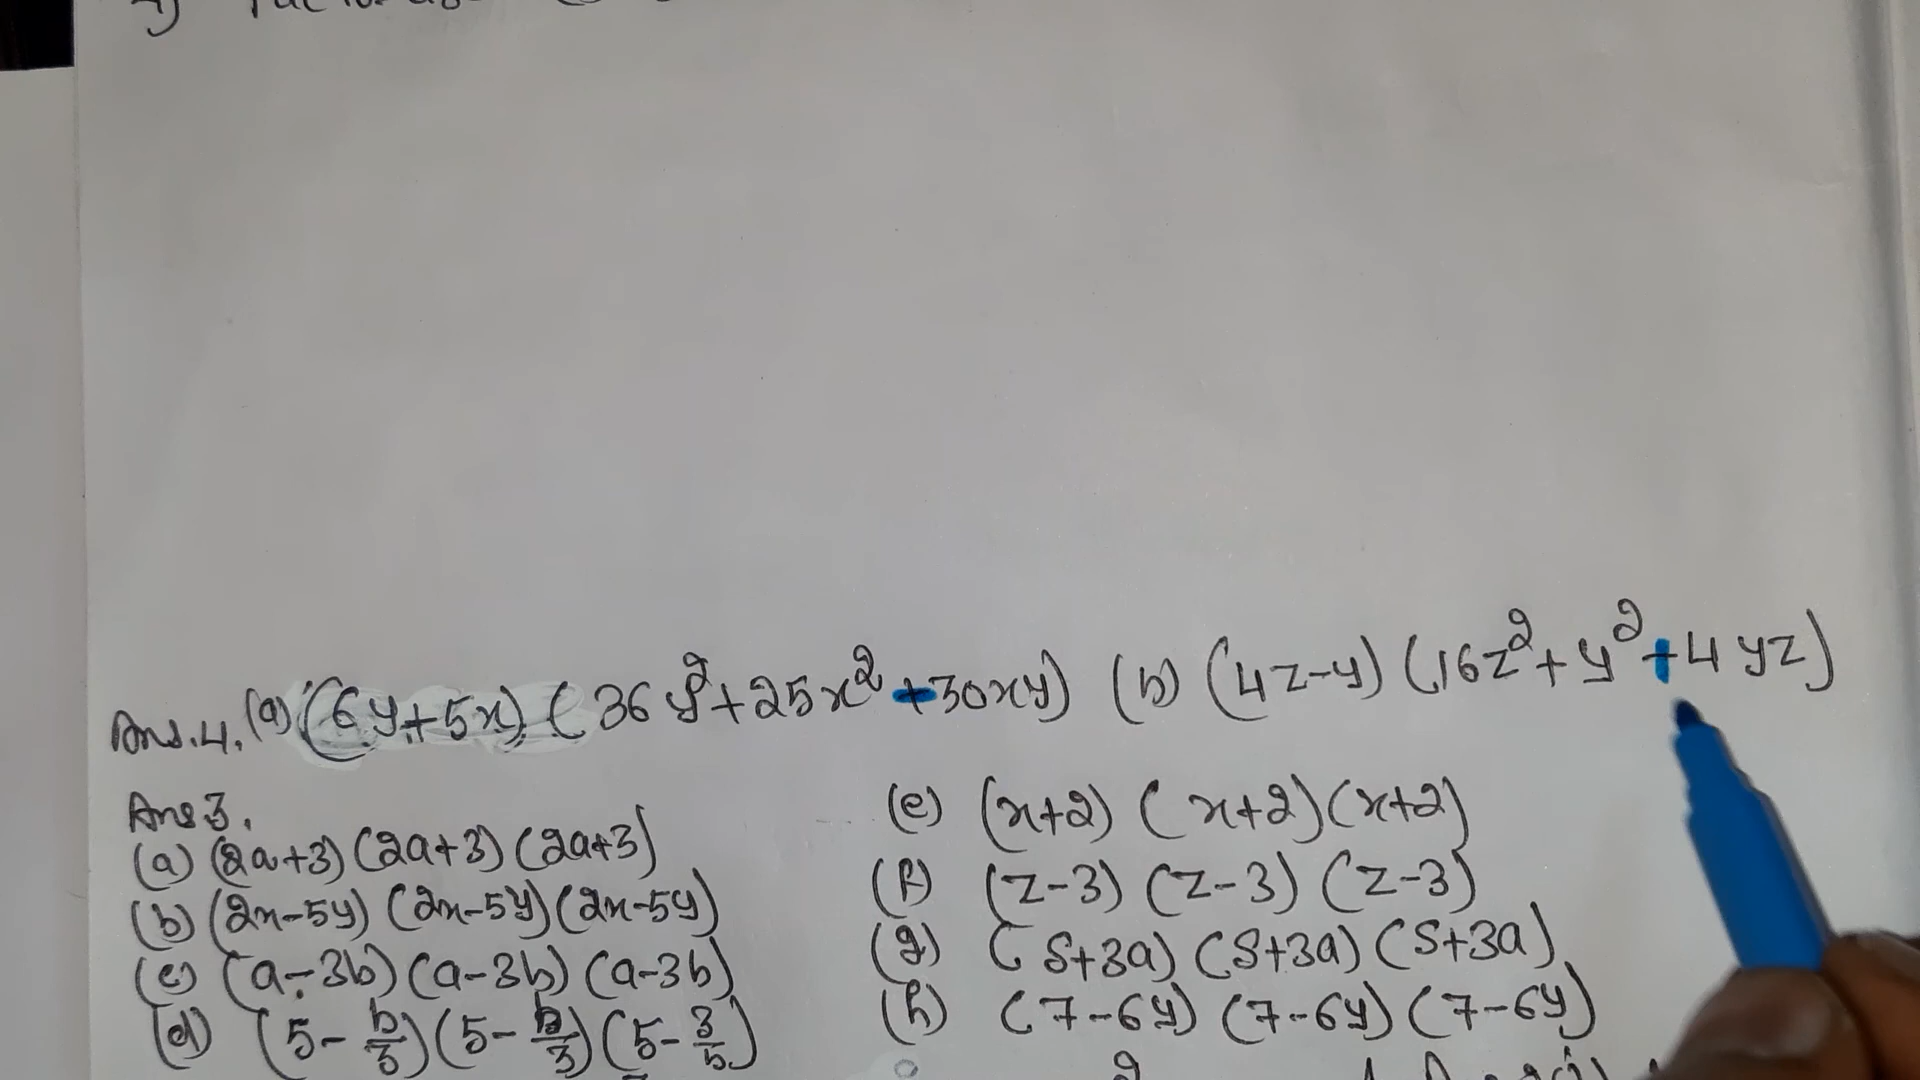 Ans.4. (a) (6y+5x) (36y²+25x²+30xy) (b) (4z-y) (16z²+y²+4yz)
Ans 3.
(a) (2a+3) (2a+3) (2a+3)
(b) (2x-5y) (2x-5y) (2x-5y)
(c) (a-3b) (a-3b) (a-3b)
(d) (5-b/3) (5-b/3) (5-3/b)
(e) (x+2) (x+2) (x+2)
(f) (z-3) (z-3) (z-3)
(g) (S+3a) (S+3a) (S+3a)
(h) (7-6y) (7-6y) (7-6y)